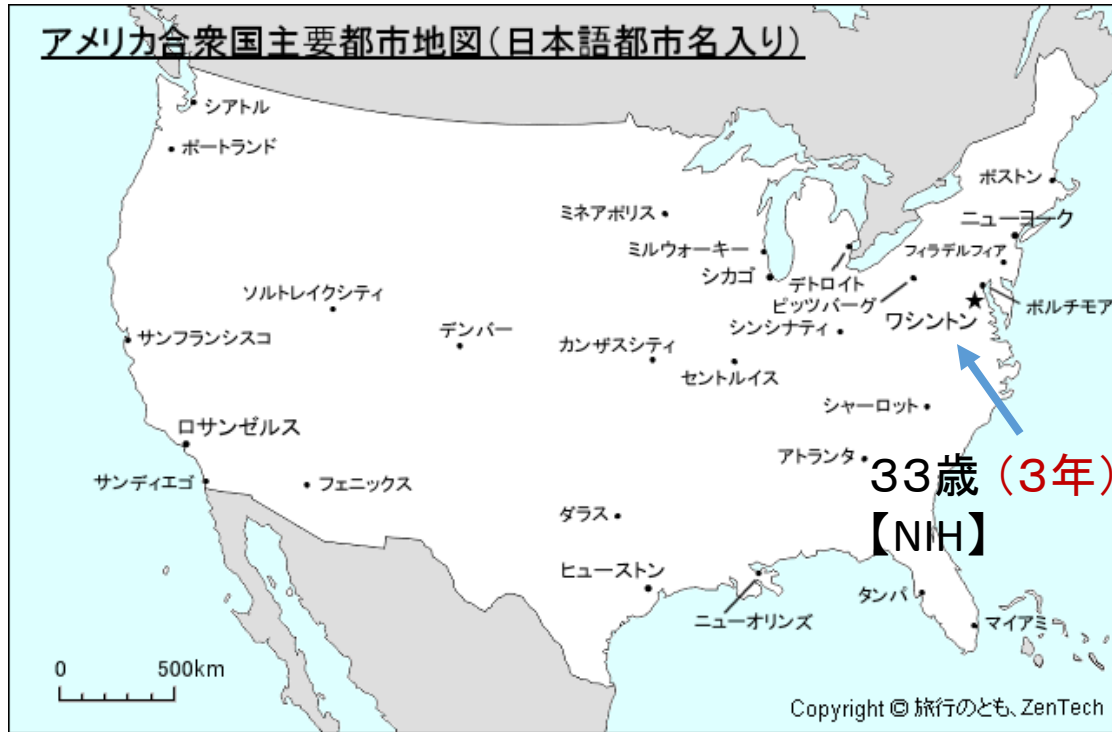 アメリカ合衆国主要都市地図(日本語都市名入り)
シアトル
ポートランド
ボストン
ミネアポリス
ニューヨーク
ミルウォーキー
フィラデルフィア
シカゴ
デトロイト
ピッツバーグ
ソルトレイクシティ
ボルチモア
ワシントン
サンフランシスコ
デンバー
カンザスシティ
シンシナティ
セントルイス
シャーロット
ロサンゼルス
アトランタ
サンディエゴ
フェニックス
33歳(3年)
【NIH】
ダラス
ヒューストン
ニューオリンズ
タンパ
マイアミ
0 500km
Copyright © 旅行のとも、ZenTech